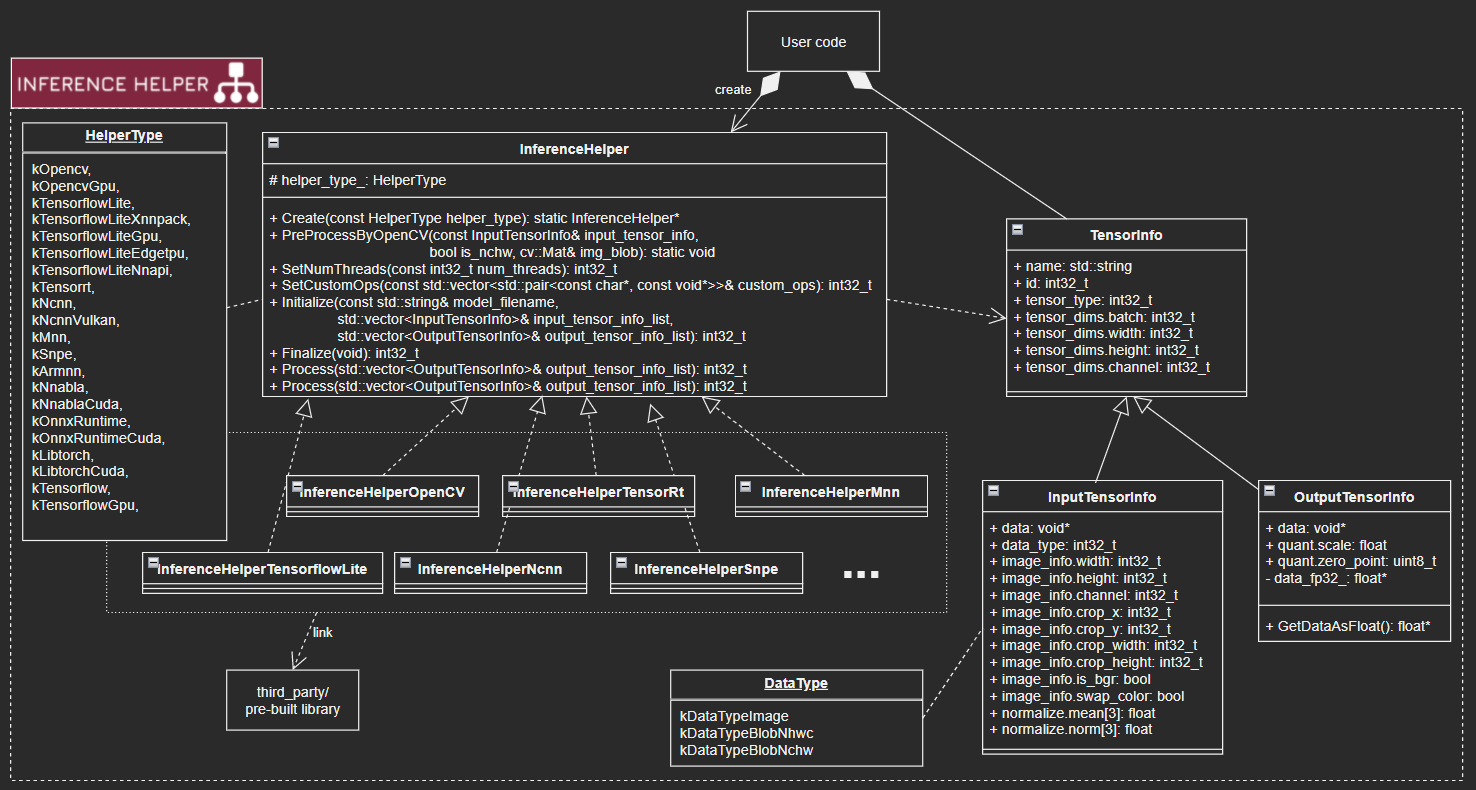 User code
INFERENCE HELPER
create
HelperType
kOpencv,
kOpencvGpu,
kTensorflowLite,
kTensorflowLiteXnnpack,
kTensorflowLiteGpu,
kTensorflowLiteEdgetpu,
kTensorflowLiteNnapi,
kTensorrt,
kNcnn,
kNcnnVulkan,
kMnn,
kSnpe,
kArmnn,
kNnabla,
kNnablaCuda,
kOnnxRuntime,
kOnnxRuntimeCuda,
kLibtorch,
kLibtorchCuda,
kTensorflow,
kTensorflowGpu,
InferenceHelper
# helper_type_: HelperType
+ Create(const HelperType helper_type): static InferenceHelper*
+ PreProcessByOpenCV(const InputTensorInfo& input_tensor_info,
bool is_nchw, cv::Mat& img_blob): static void
+ SetNumThreads(const int32_t num_threads): int32_t
+ SetCustomOps(const std::vector<std::pair<const char*, const void*>>& custom_ops): int32_t
+ Initialize(const std::string& model_filename,
std::vector<InputTensorInfo>& input_tensor_info_list,
std::vector<OutputTensorInfo>& output_tensor_info_list): int32_t
+ Finalize(void): int32_t
+ Process(std::vector<OutputTensorInfo>& output_tensor_info_list): int32_t
+ Process(std::vector<OutputTensorInfo>& output_tensor_info_list): int32_t
TensorInfo
+ name: std::string
+ id: int32_t
+ tensor_type: int32_t
+ tensor_dims.batch: int32_t
+ tensor_dims.width: int32_t
+ tensor_dims.height: int32_t
+ tensor_dims.channel: int32_t
InferenceHelperOpenCV
InferenceHelperTensorRt
InferenceHelperMnn
InferenceHelperTensorflowLite
InferenceHelperNcnn
InferenceHelperSnpe
...
link
third_party/
pre-built library
InputTensorInfo
+ data: void*
+ data_type: int32_t
+ image_info.width: int32_t
+ image_info.height: int32_t
+ image_info.channel: int32_t
+ image_info.crop_x: int32_t
+ image_info.crop_y: int32_t
+ image_info.crop_width: int32_t
+ image_info.crop_height: int32_t
+ image_info.is_bgr: bool
+ image_info.swap_color: bool
+ normalize.mean[3]: float
+ normalize.norm[3]: float
OutputTensorInfo
+ data: void*
+ quant.scale: float
+ quant.zero_point: uint8_t
- data_fp32_: float*
+ GetDataAsFloat(): float*
DataType
kDataTypeImage
kDataTypeBlobNhwc
kDataTypeBlobNchw